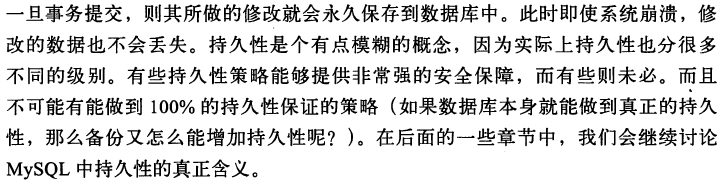 一旦事务提交，则其所做的修改就会永久保存到数据库中。此时即使系统崩溃，修
改的数据也不会丢失。持久性是个有点模糊的概念，因为实际上持久性也分很多
不同的级别。有些持久性策略能够提供非常强的安全保障，而有些则未必。而且
不可能有能做到 100% 的持久性保证的策略（如果数据库本身就能做到真正的持久
性，那么备份又怎么能增加持久性呢？）。在后面的一些章节中，我们会继续讨论
MySQL 中持久性的真正含义。